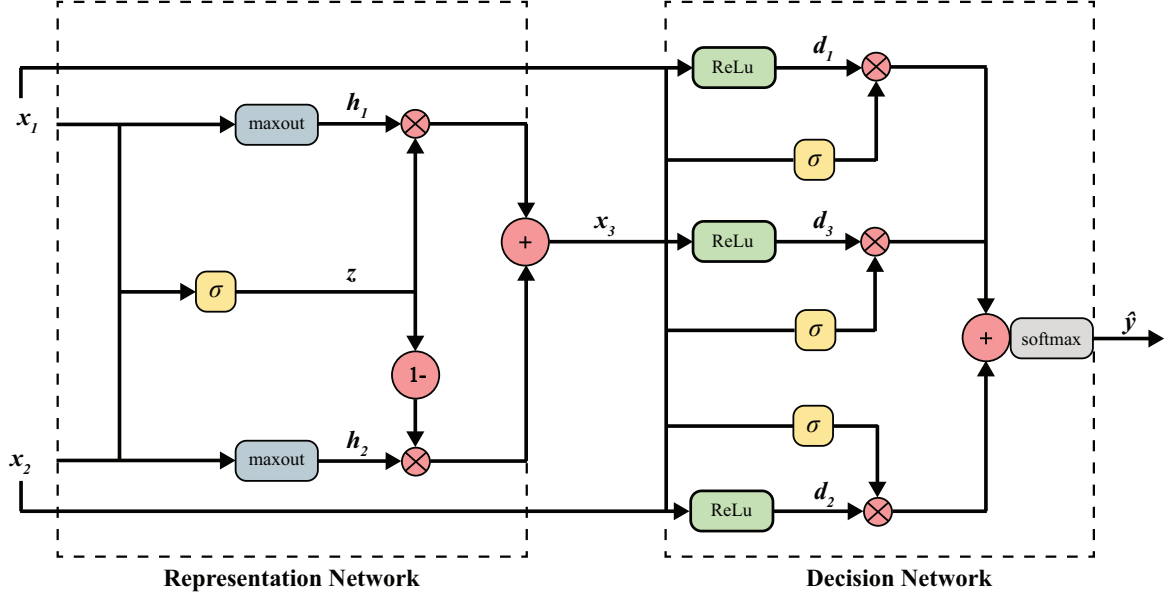 x₁
x₂
maxout
h₁
×
σ
z
1-
maxout
h₂
×
+
x₃
ReLu
d₁
×
σ
ReLu
d₃
×
σ
σ
ReLu
d₂
×
+
softmax
ŷ
Representation Network
Decision Network